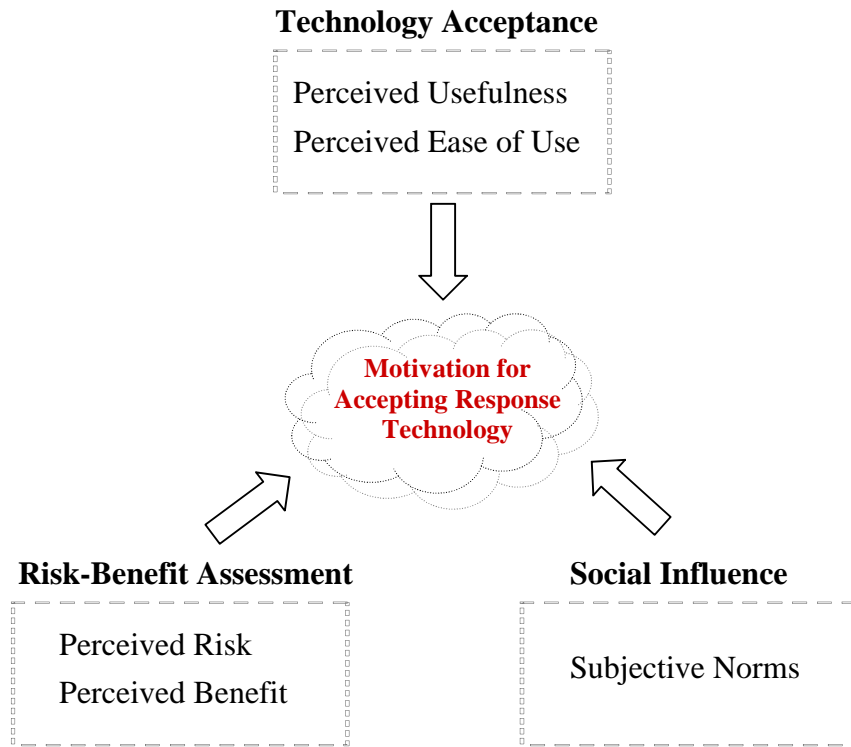 Technology Acceptance
Perceived Usefulness
Perceived Ease of Use
Motivation for
Accepting Response
Technology
Risk-Benefit Assessment
Perceived Risk
Perceived Benefit
Social Influence
Subjective Norms